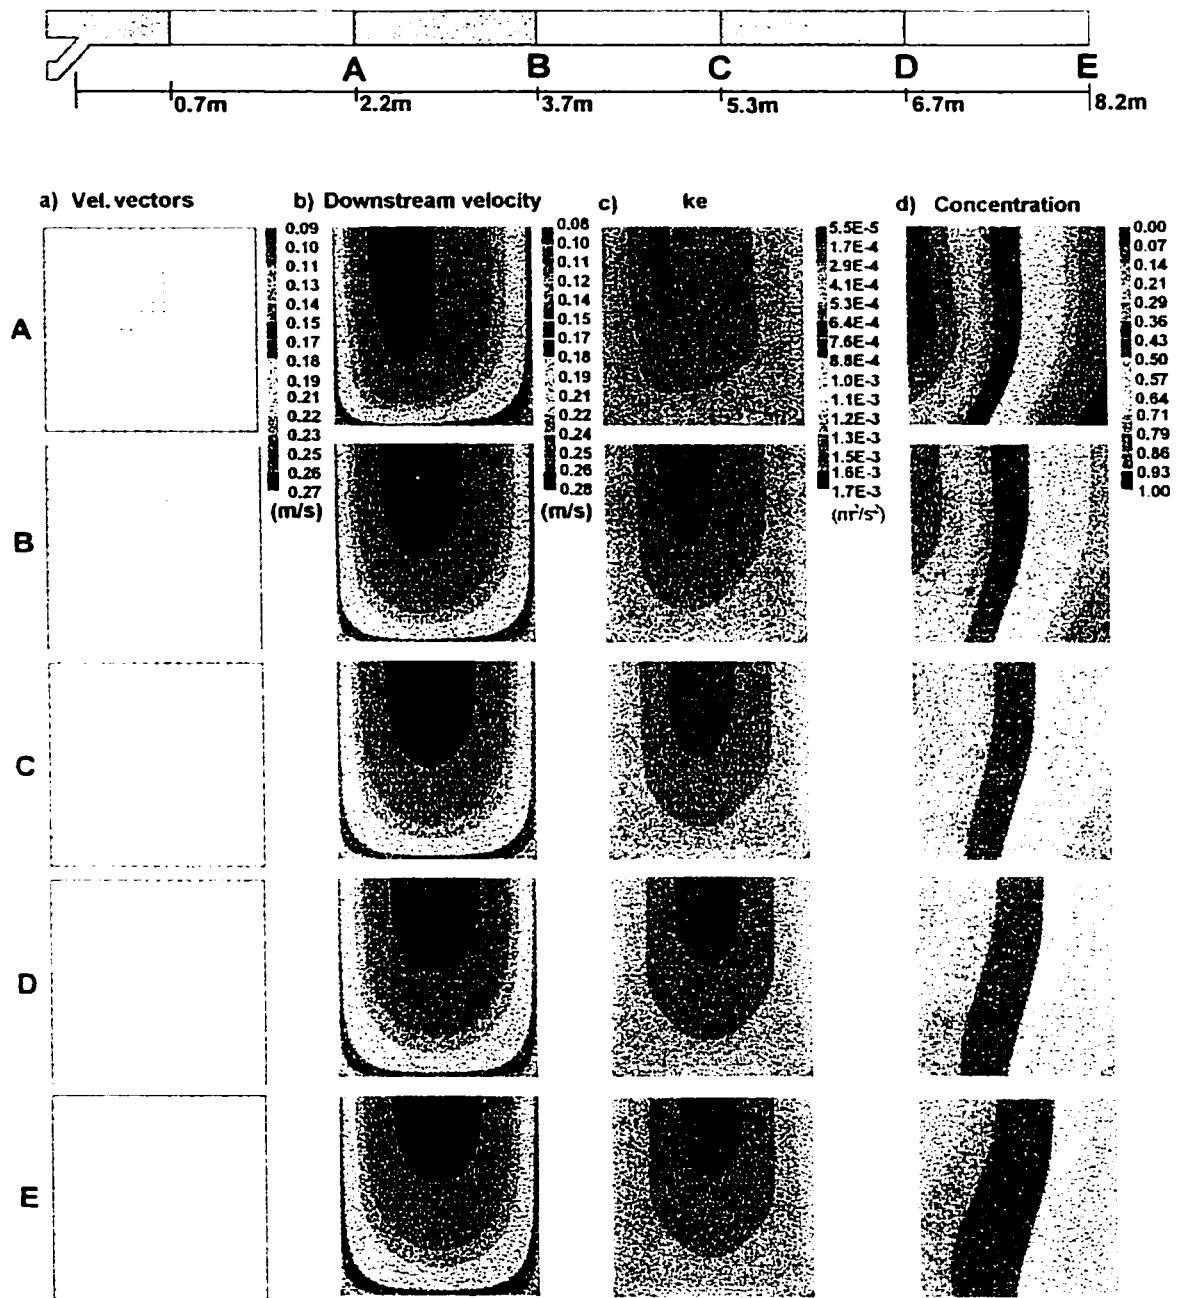 A B C D E
0.7m 2.2m 3.7m 5.3m 6.7m 8.2m
a) Vel. vectors
b) Downstream velocity
c) ke
d) Concentration
A
B
C
D
E
0.09
0.10
0.11
0.13
0.14
0.15
0.17
0.18
0.19
0.21
0.22
0.23
0.25
0.26
0.27
(m/s)
0.08
0.10
0.11
0.12
0.14
0.15
0.17
0.18
0.19
0.21
0.22
0.24
0.25
0.26
0.28
(m/s)
5.5E-5
1.7E-4
2.9E-4
4.1E-4
5.3E-4
6.4E-4
7.6E-4
8.8E-4
1.0E-3
1.1E-3
1.2E-3
1.3E-3
1.5E-3
1.6E-3
1.7E-3
(m²/s²)
0.00
0.07
0.14
0.21
0.29
0.36
0.43
0.50
0.57
0.64
0.71
0.79
0.86
0.93
1.00